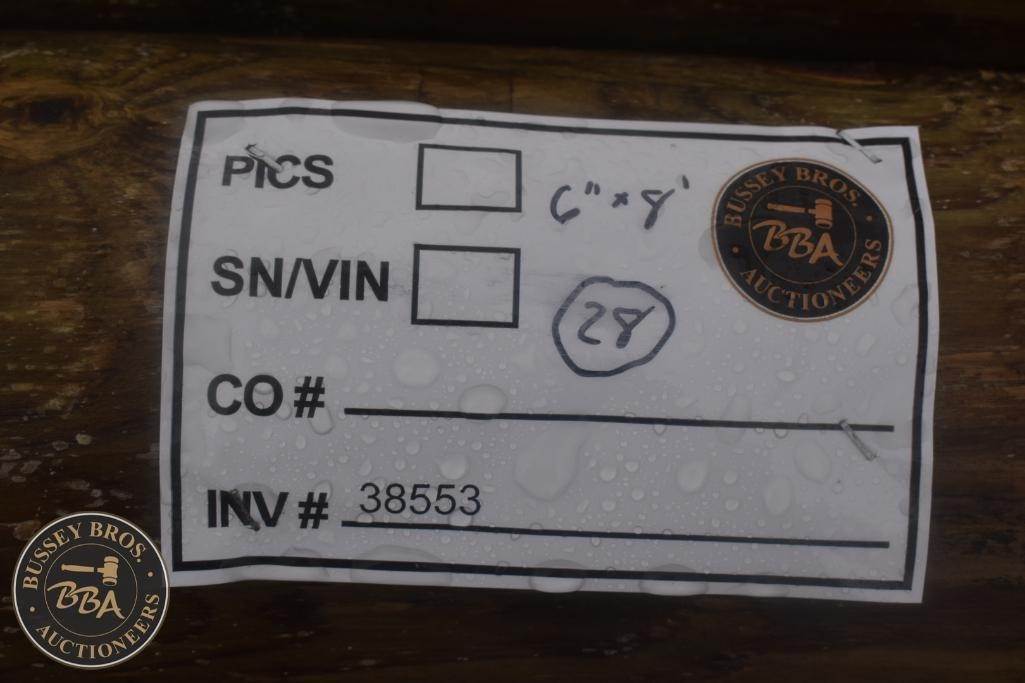 PICS
6" x 8'
BUSSEY BROS.
BBA
AUCTIONEERS
SN/VIN
28
CO #
INV # 38553
BUSSEY BROS.
BBA
AUCTIONEERS